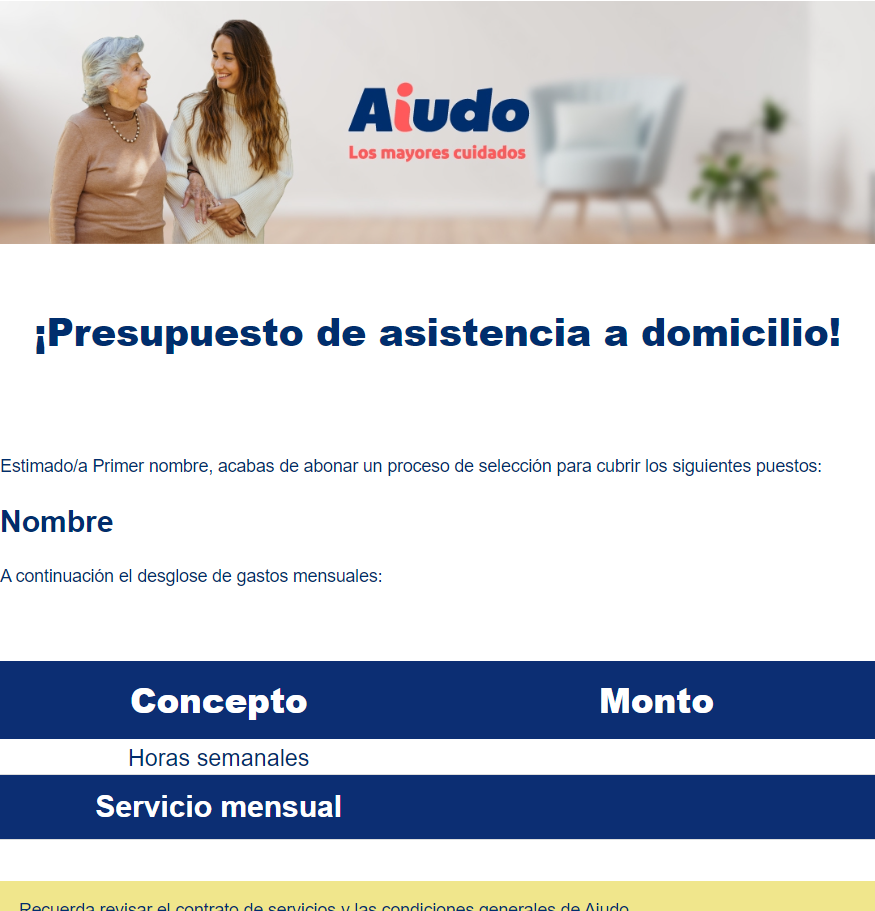 Aiudo
Los mayores cuidados
¡Presupuesto de asistencia a domicilio!
Estimado/a Primer nombre, acabas de abonar un proceso de selección para cubrir los siguientes puestos:
Nombre
A continuación el desglose de gastos mensuales:
Concepto Monto
Horas semanales
Servicio mensual
Recuerda revisar el contrato de servicios y las condiciones generales de Aiudo